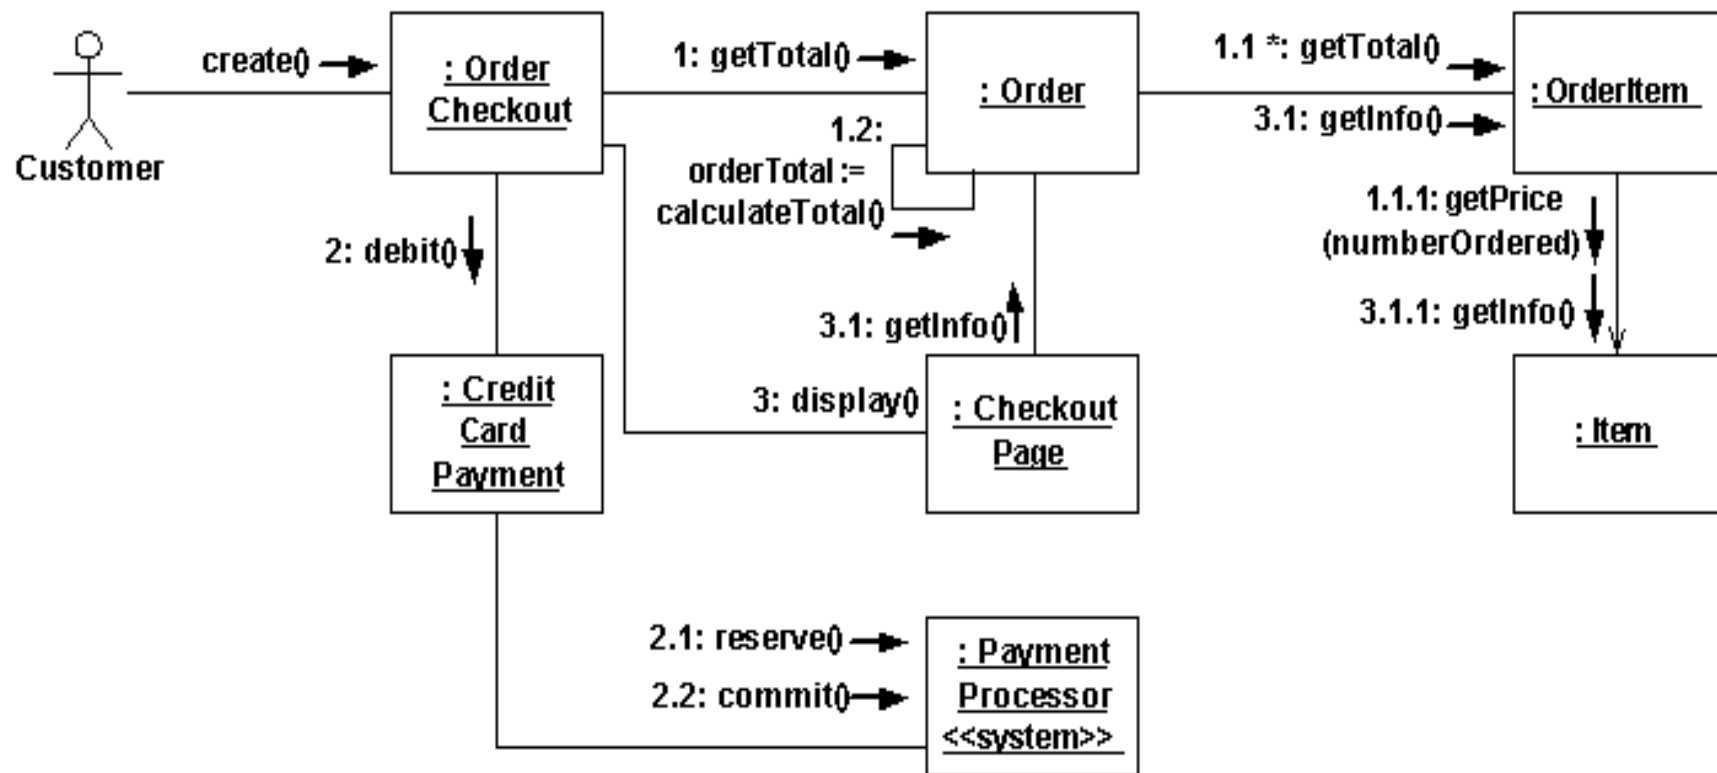 create()
Customer
: Order
Checkout
1: getTotal()
: Order
1.1 *: getTotal()
3.1: getInfo()
: OrderItem
1.2:
orderTotal :=
calculateTotal()
2: debit()
1.1.1: getPrice
(numberOrdered)
3.1.1: getInfo()
3.1: getInfo()
: Credit
Card
Payment
3: display()
: Checkout
Page
: Item
2.1: reserve()
2.2: commit()
: Payment
Processor
<<system>>